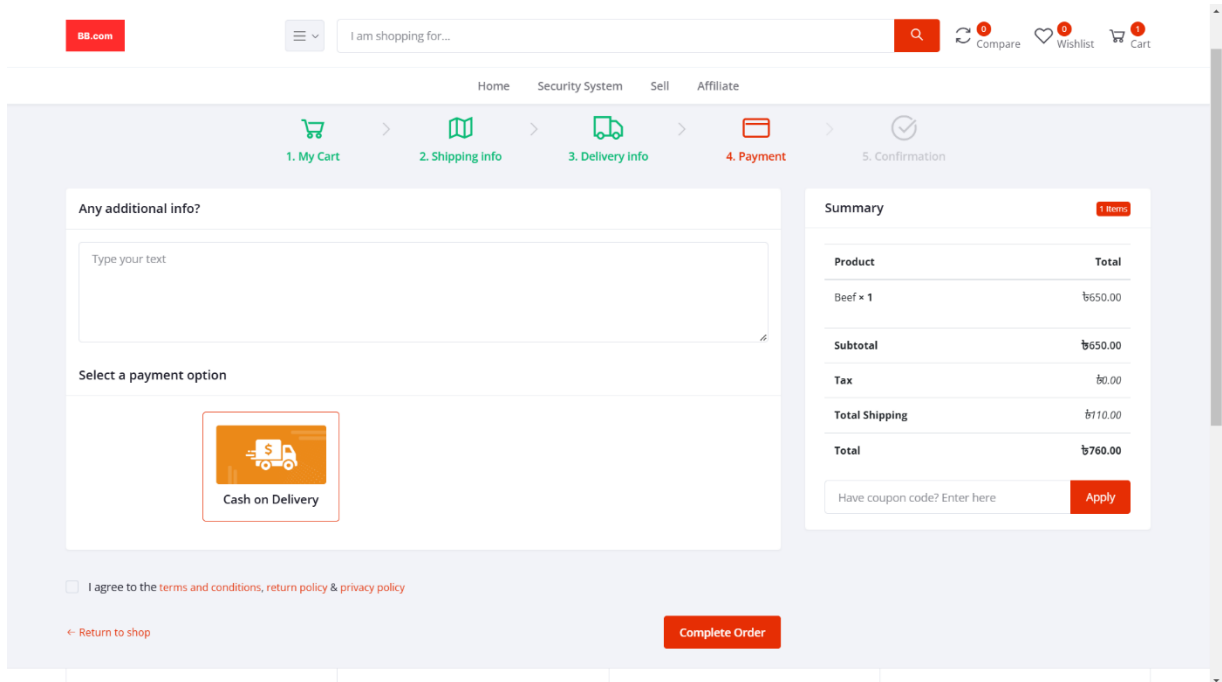 BB.com
I am shopping for...
0
Compare
0
Wishlist
1
Cart
Home Security System Sell Affiliate
1. My Cart 2. Shipping info 3. Delivery info 4. Payment 5. Confirmation
Any additional info?
Type your text
Select a payment option
$
Cash on Delivery
Summary 1 Items
Product Total
Beef × 1 ৳650.00
Subtotal ৳650.00
Tax ৳0.00
Total Shipping ৳110.00
Total ৳760.00
Have coupon code? Enter here Apply
I agree to the terms and conditions, return policy & privacy policy
← Return to shop Complete Order